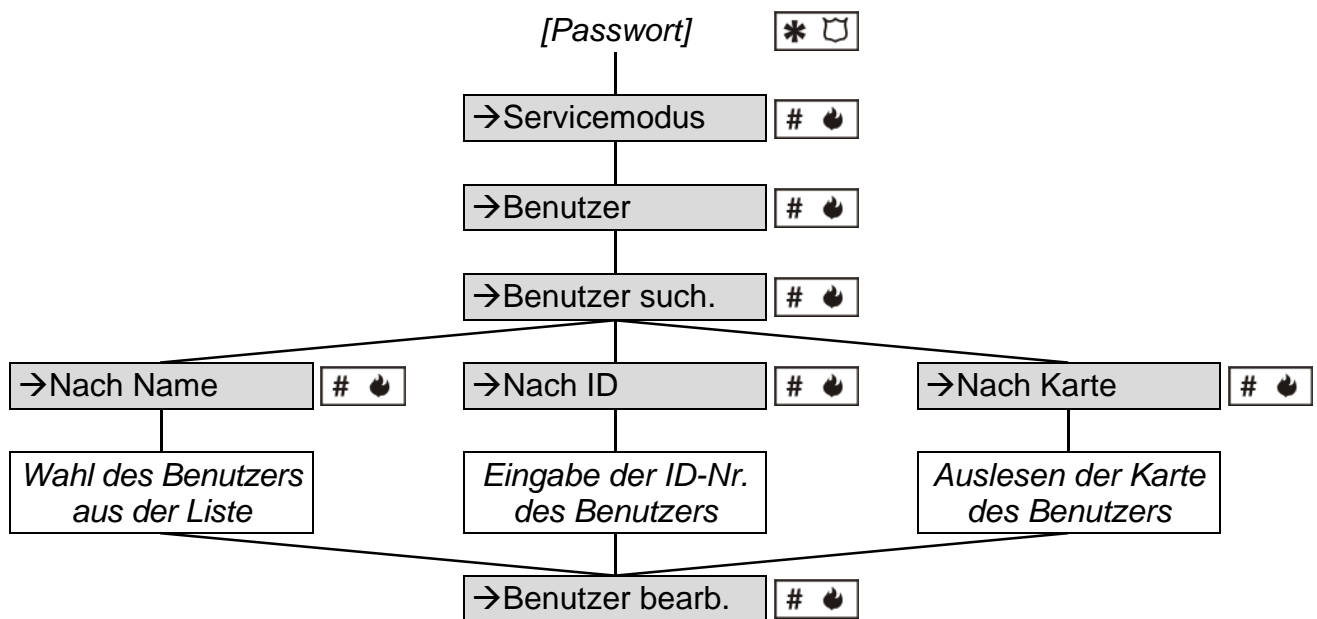 [Passwort] *
→Servicemodus #
→Benutzer #
→Benutzer such. #
→Nach Name # →Nach ID # →Nach Karte #
Wahl des Benutzers
aus der Liste
Eingabe der ID-Nr.
des Benutzers
Auslesen der Karte
des Benutzers
→Benutzer bearb. #